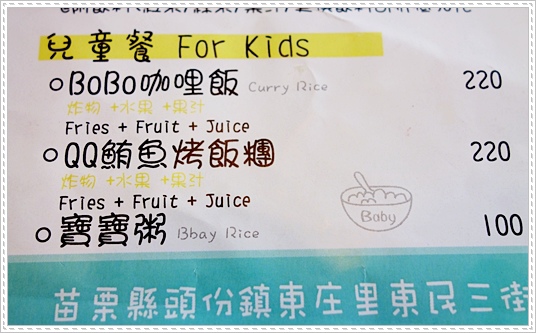 兒童餐 For Kids
BoBo咖哩飯 Curry Rice 220
炸物 +水果 +果汁
Fries + Fruit + Juice
QQ鮪魚烤飯糰 220
炸物 +水果 +果汁
Fries + Fruit + Juice
Baby
寶寶粥 Bbay Rice 100
苗栗縣頭份鎮東庄里東民三街